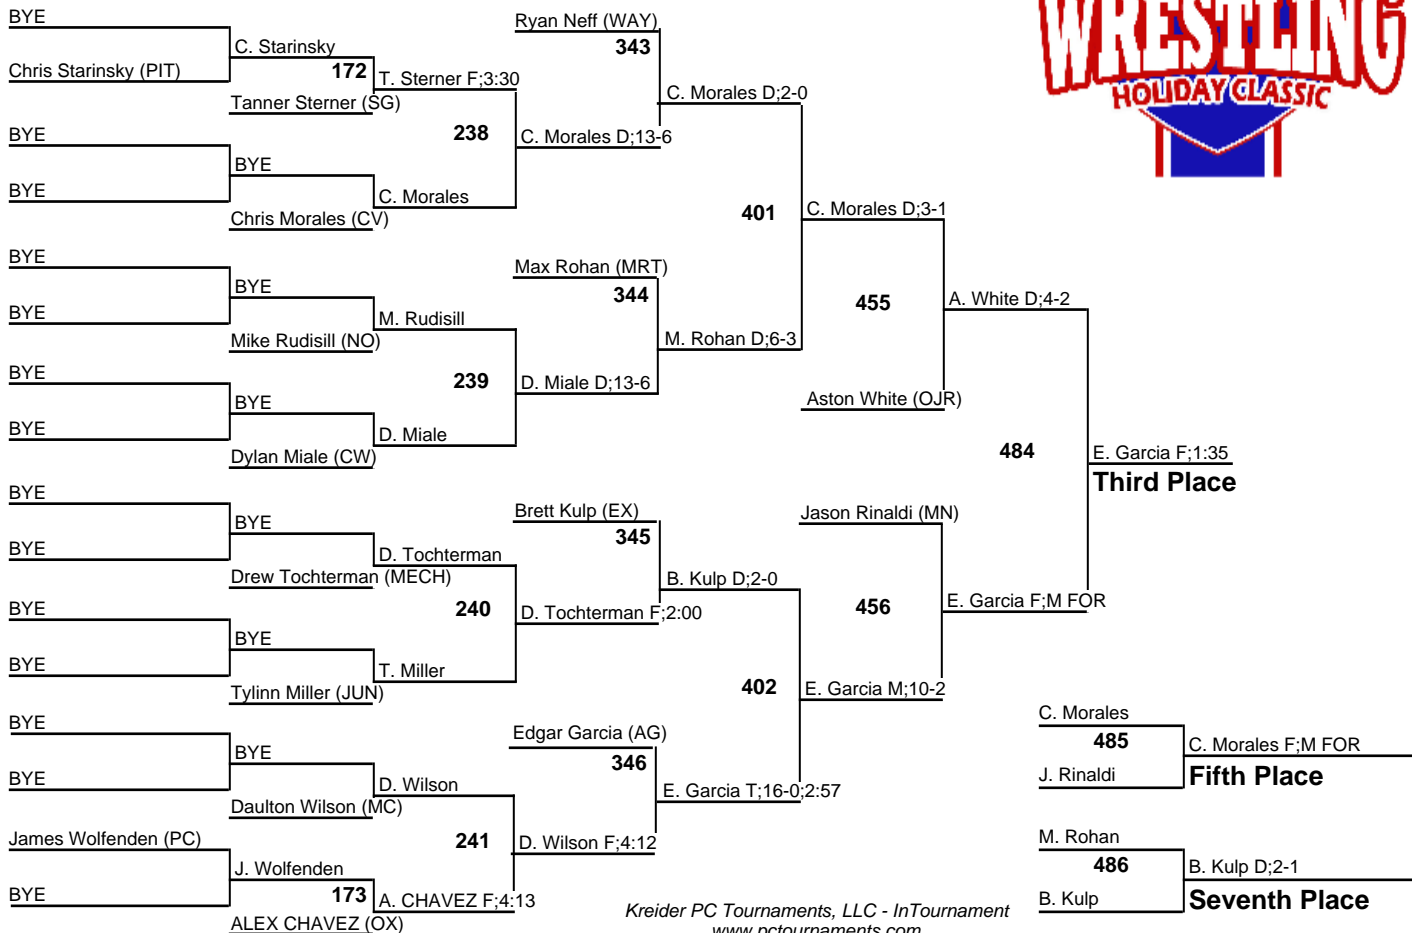 BYE
Chris Starinsky (PIT)
BYE
BYE
BYE
BYE
BYE
BYE
BYE
BYE
BYE
BYE
BYE
BYE
James Wolfenden (PC)
BYE
C. Starinsky
172
Tanner Sterner (SG)
BYE
Chris Morales (CV)
BYE
Mike Rudisill (NO)
BYE
Dylan Miale (CW)
BYE
Drew Tochterman (MECH)
BYE
Tylinn Miller (JUN)
BYE
Daulton Wilson (MC)
J. Wolfenden
173
ALEX CHAVEZ (OX)
T. Sterner F;3:30
238
C. Morales
M. Rudisill
239
D. Miale
D. Tochterman
240
T. Miller
D. Wilson
241
A. CHAVEZ F;4:13
Ryan Neff (WAY)
343
C. Morales D;13-6
Max Rohan (MRT)
344
D. Miale D;13-6
Brett Kulp (EX)
345
D. Tochterman F;2:00
Edgar Garcia (AG)
346
D. Wilson F;4:12
C. Morales D;2-0
401
M. Rohan D;6-3
B. Kulp D;2-0
402
E. Garcia T;16-0;2:57
C. Morales D;3-1
455
Aston White (OJR)
Jason Rinaldi (MN)
456
E. Garcia M;10-2
A. White D;4-2
484
E. Garcia F;M FOR
E. Garcia F;1:35
Third Place
C. Morales
485
J. Rinaldi
C. Morales F;M FOR
Fifth Place
M. Rohan
486
B. Kulp
B. Kulp D;2-1
Seventh Place
WRESTLING
HOLIDAY CLASSIC
Kreider PC Tournaments, LLC - InTournament
www.pctournaments.com